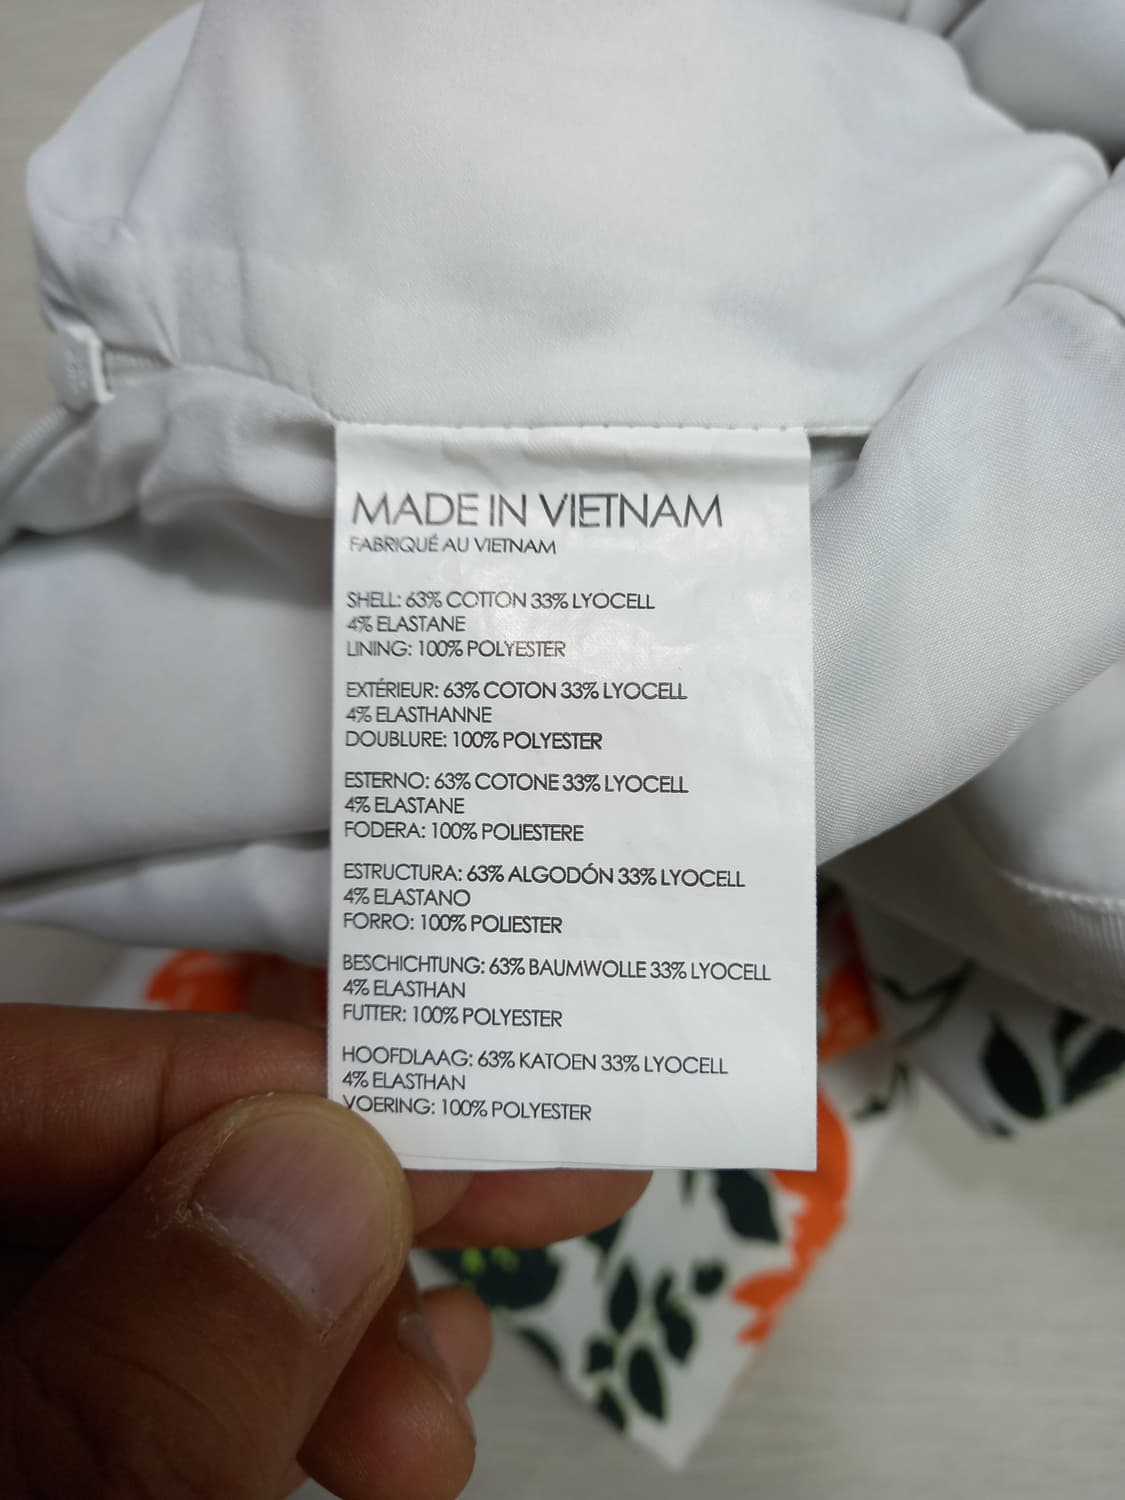 MADE IN VIETNAM
FABRIQUÉ AU VIETNAM
SHELL: 63% COTTON 33% LYOCELL
4% ELASTANE
LINING: 100% POLYESTER
EXTÉRIEUR: 63% COTON 33% LYOCELL
4% ELASTHANNE
DOUBLURE: 100% POLYESTER
ESTERNO: 63% COTONE 33% LYOCELL
4% ELASTANE
FODERA: 100% POLIESTERE
ESTRUCTURA: 63% ALGODÓN 33% LYOCELL
4% ELASTANO
FORRO: 100% POLIESTER
BESCHICHTUNG: 63% BAUMWOLLE 33% LYOCELL
4% ELASTHAN
FUTTER: 100% POLYESTER
HOOFDLAAG: 63% KATOEN 33% LYOCELL
4% ELASTHAN
VOERING: 100% POLYESTER